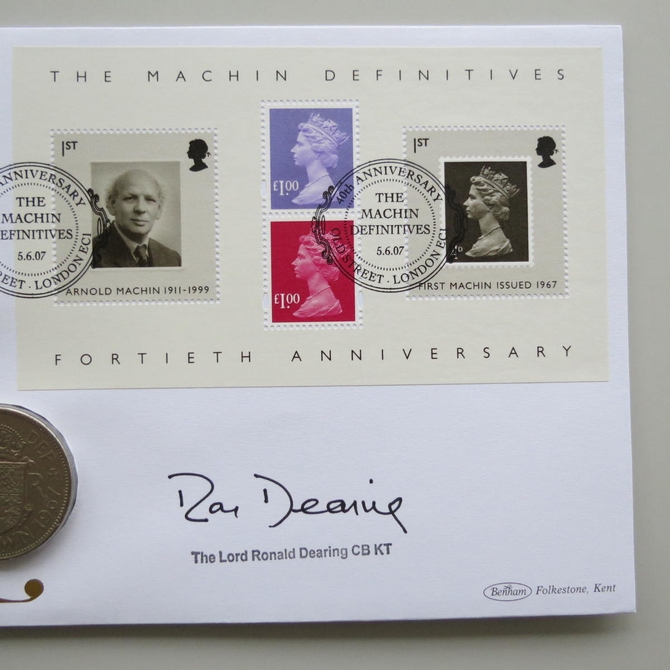 THE MACHIN DEFINITIVES
1ST
ARNOLD MACHIN 1911-1999
£1.00
£1.00
1ST
FIRST MACHIN ISSUED 1967
ANNIVERSARY
THE
MACHIN
DEFINITIVES
5.6.07
STREET · LONDON EC1
40th ANNIVERSARY
THE
MACHIN
DEFINITIVES
5.6.07
OLD STREET · LONDON EC1
FORTIETH ANNIVERSARY
Ron Dearing
The Lord Ronald Dearing CB KT
Benham Folkestone, Kent